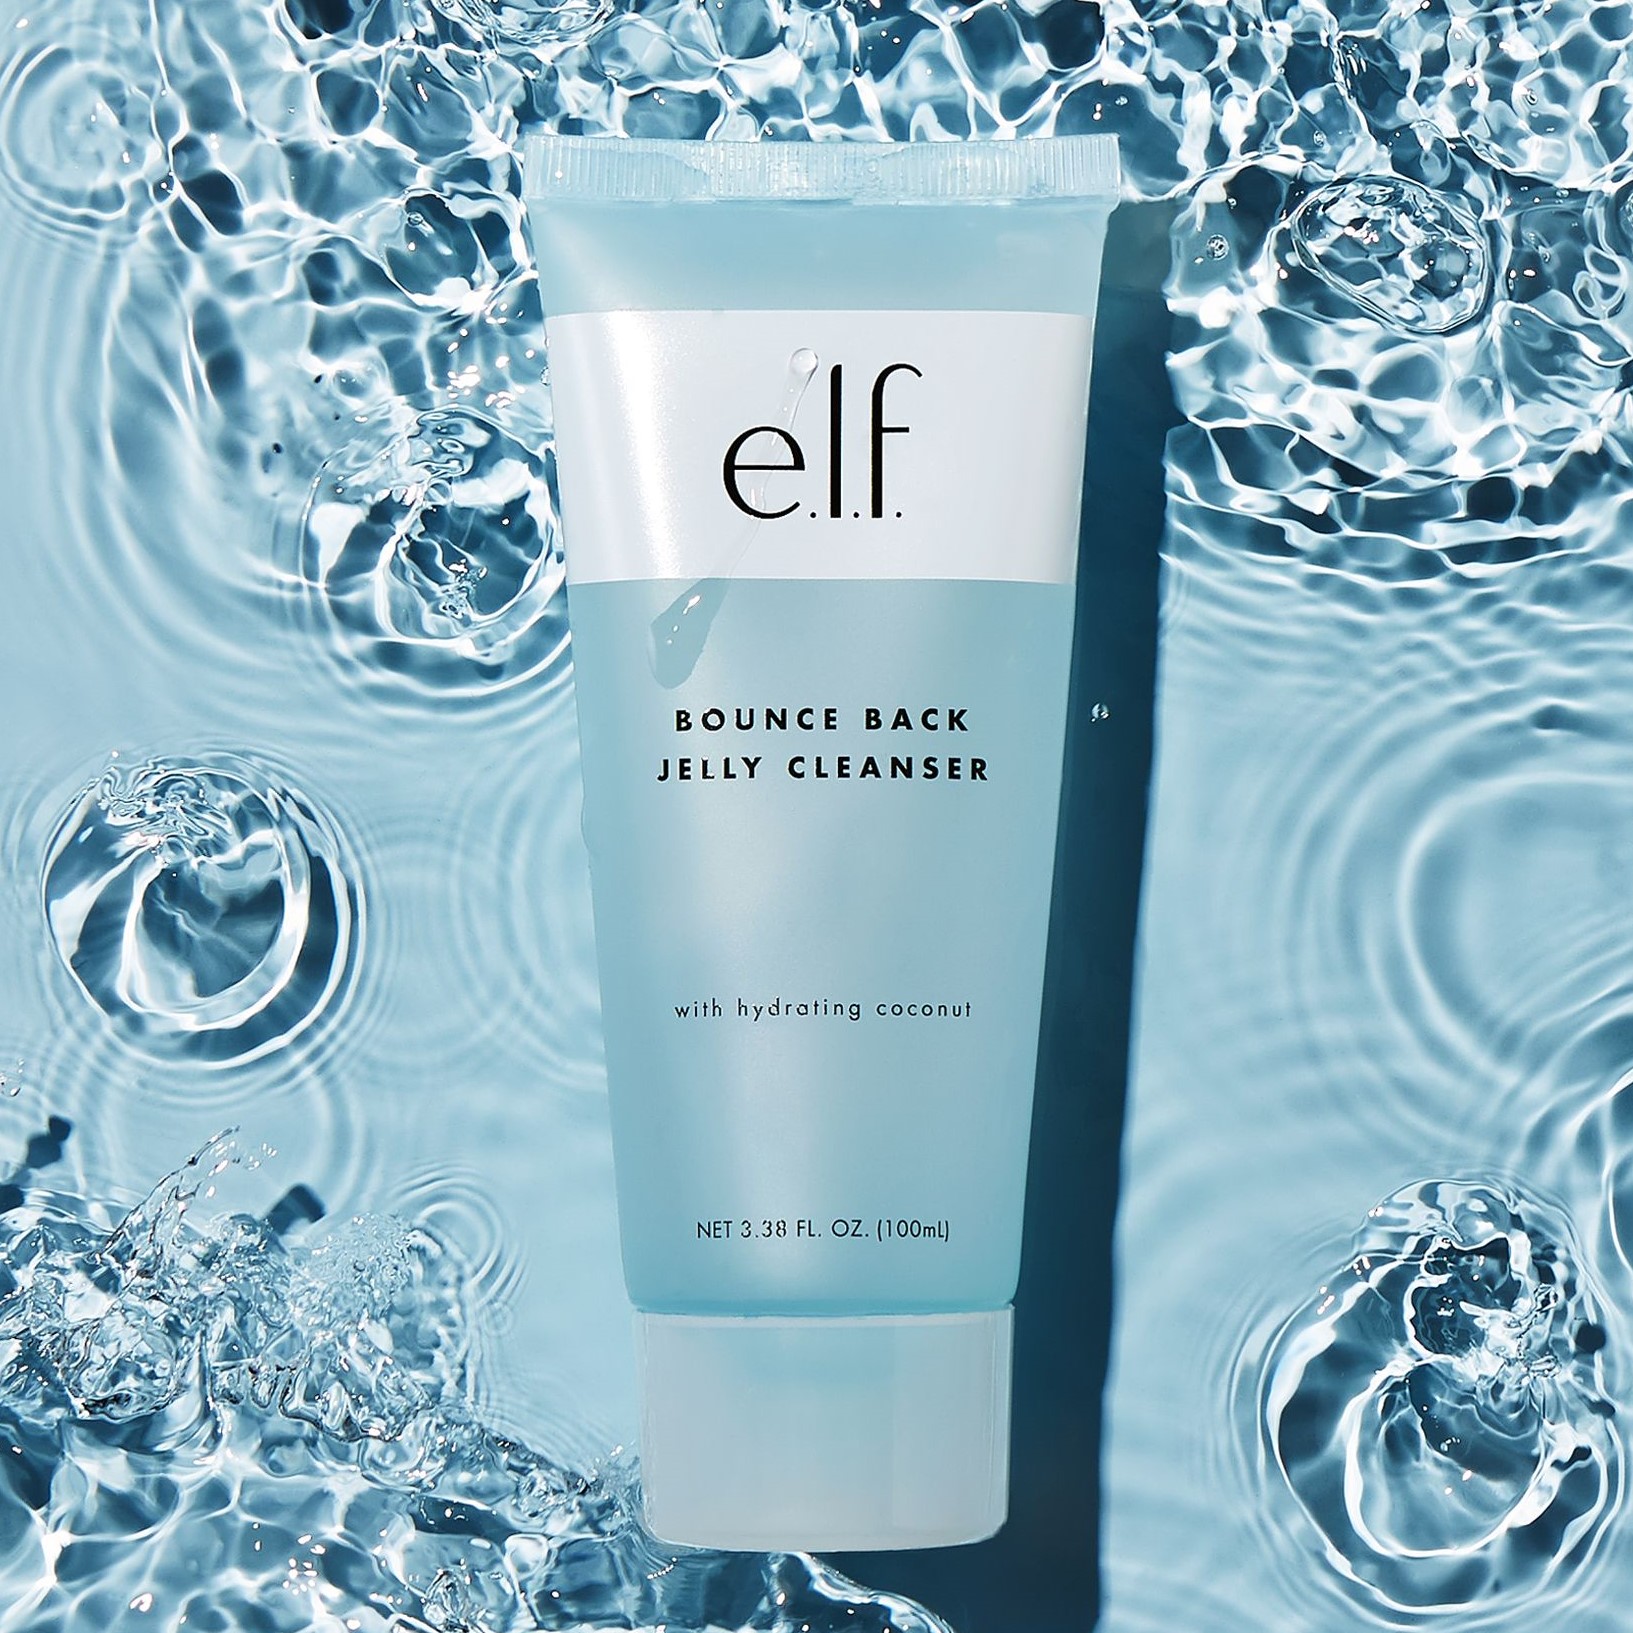 e.l.f.
BOUNCE BACK
JELLY CLEANSER
with hydrating coconut
NET 3.38 FL. OZ. (100mL)